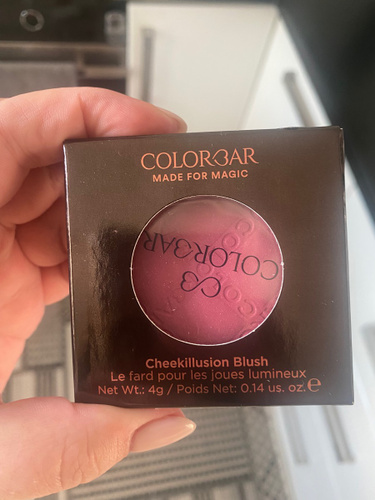 COLORBAR
MADE FOR MAGIC
COLORBAR
Cheekillusion Blush
Le fard pour les joues lumineux
Net Wt.: 4g / Poids Net: 0.14 us. oz. ℮